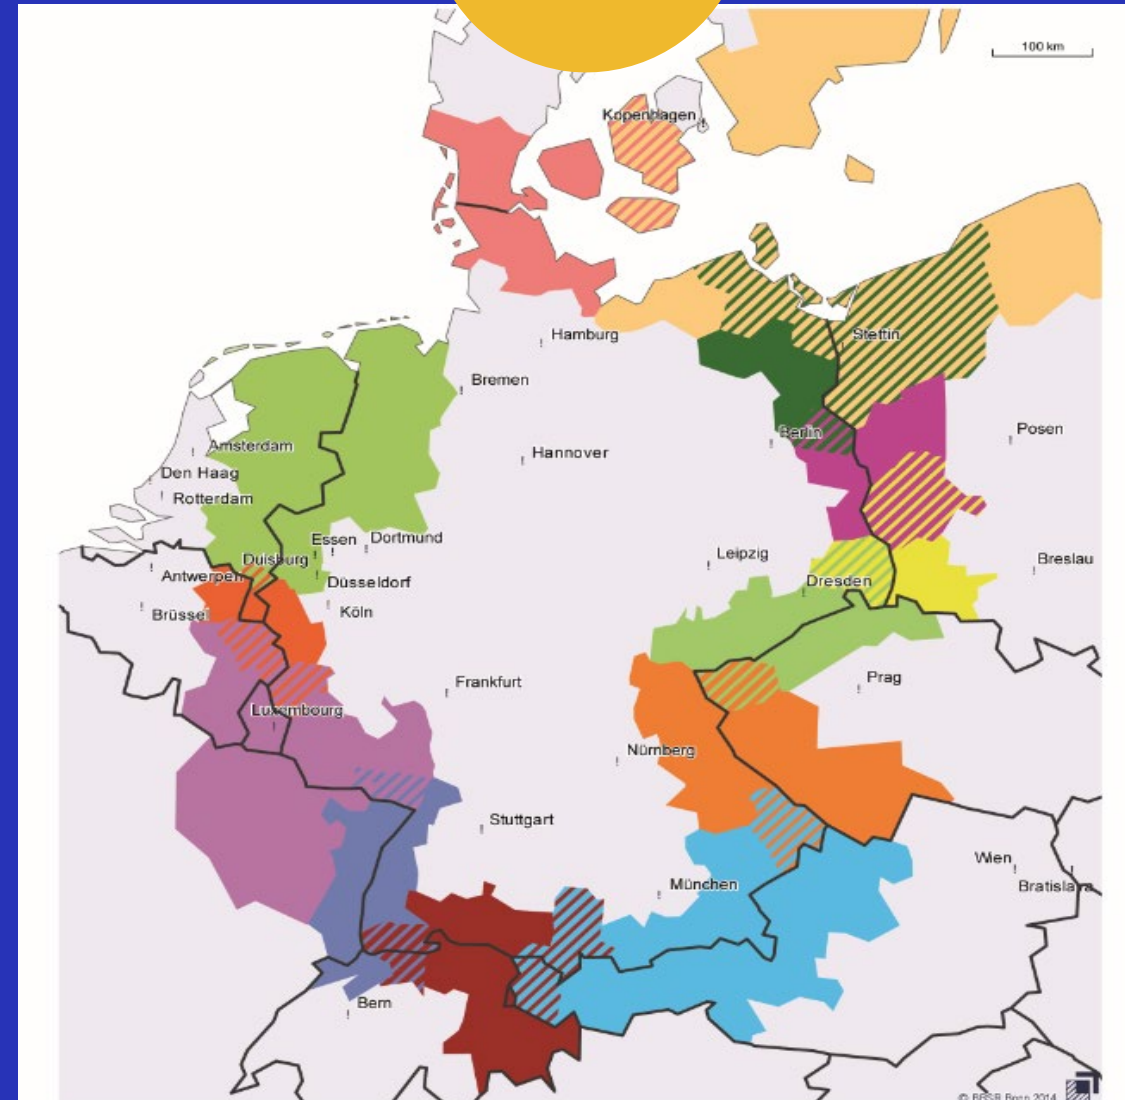 100 km
Kopenhagen
Hamburg
Stettin
Bremen
Berlin
Posen
Amsterdam
Hannover
Den Haag
Rotterdam
Essen
Dortmund
Duisburg
Leipzig
Breslau
Antwerpen
Düsseldorf
Dresden
Brüssel
Köln
Frankfurt
Prag
Luxembourg
Nürnberg
Stuttgart
Wien
München
Bratislava
Bern
© BBSR Bonn 2014